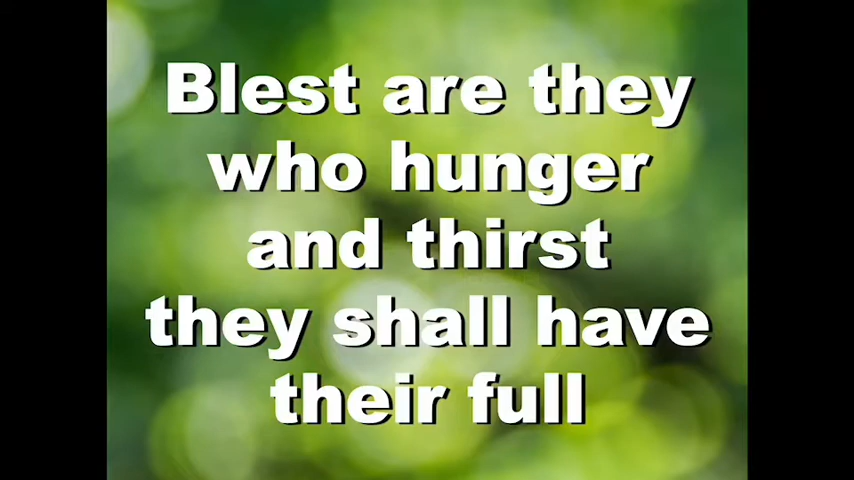 Blest are they
who hunger
and thirst
they shall have
their full